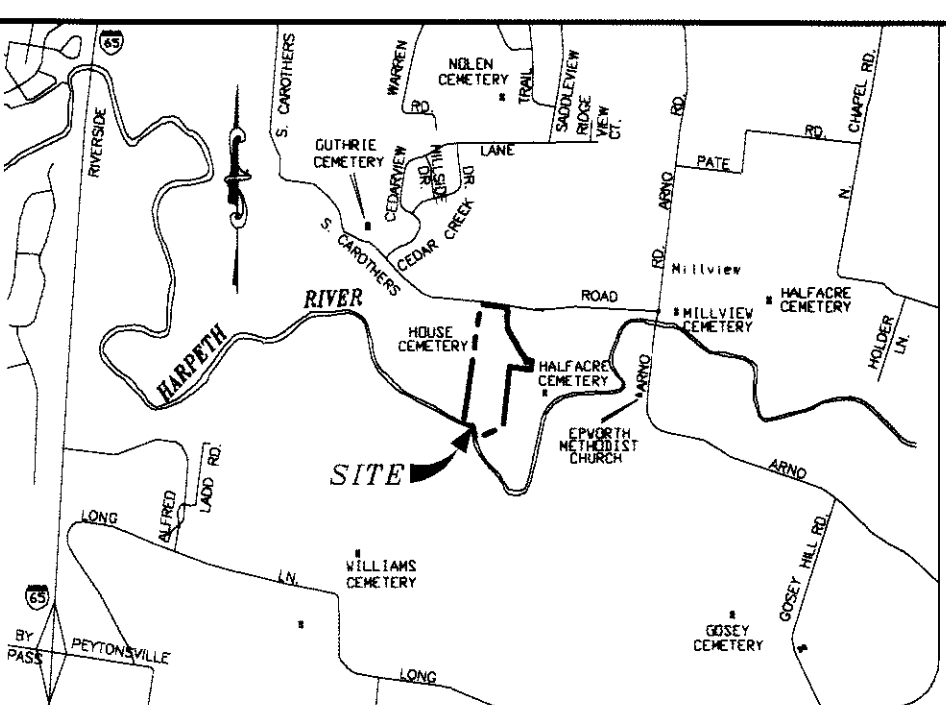 65
RIVERSIDE
S. CAROTHERS
WARREN
RD.
NOLEN
CEMETERY
TRAIL
SADDLEVIEW
RIDGE
VIEW
CT.
GUTHRIE
CEMETERY
CEDARVIEW
HILLSIDE
DR.
DR.
LANE
CEDAR CREEK
S. CAROTHERS
ROAD
ARNO
RD.
RD.
PATE
RD.
CHAPEL RD.
N.
Millview
MILLVIEW
CEMETERY
HALFACRE
CEMETERY
HOLDER
LN.
HARPETH
RIVER
HOUSE
CEMETERY
HALFACRE
CEMETERY
ARNO
EPWORTH
METHODIST
CHURCH
SITE
ARNO
GOSEY HILL RD.
ALFRED
LADD RD.
LONG
LN.
WILLIAMS
CEMETERY
GOSEY
CEMETERY
65
BY
PASS
PEYTONSVILLE
LONG